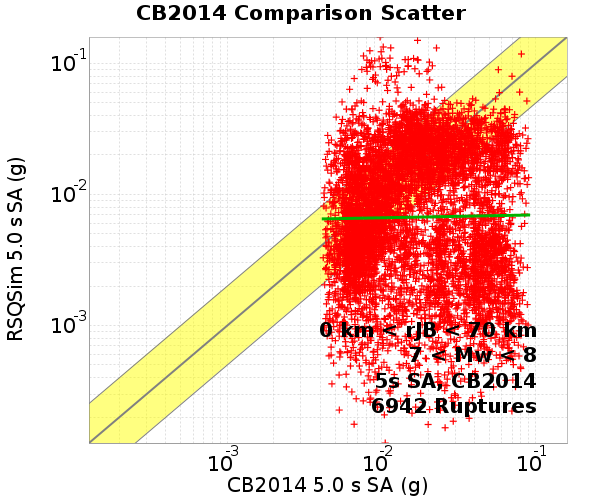 CB2014 Comparison Scatter
RSQSim 5.0 s SA (g)
10-1
10-2
10-3
0 km < rJB < 70 km
7 < Mw < 8
5s SA, CB2014
6942 Ruptures
10-3
10-2
10-1
CB2014 5.0 s SA (g)